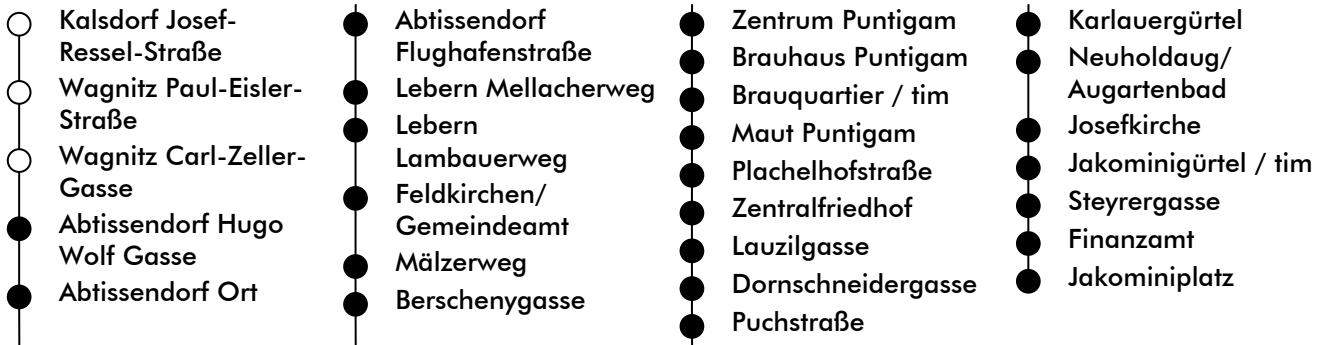 Kalsdorf Josef-
Ressel-Straße
Wagnitz Paul-Eisler-
Straße
Wagnitz Carl-Zeller-
Gasse
Abtissendorf Hugo
Wolf Gasse
Abtissendorf Ort
Abtissendorf
Flughafenstraße
Lebern Mellacherweg
Lebern
Lambauerweg
Feldkirchen/
Gemeindeamt
Mälzerweg
Berschenygasse
Zentrum Puntigam
Brauhaus Puntigam
Brauquartier / tim
Maut Puntigam
Plachelhofstraße
Zentralfriedhof
Lauzilgasse
Dornschneidergasse
Puchstraße
Karlauergürtel
Neuholdaug/
Augartenbad
Josefkirche
Jakominigürtel / tim
Steyrergasse
Finanzamt
Jakominiplatz